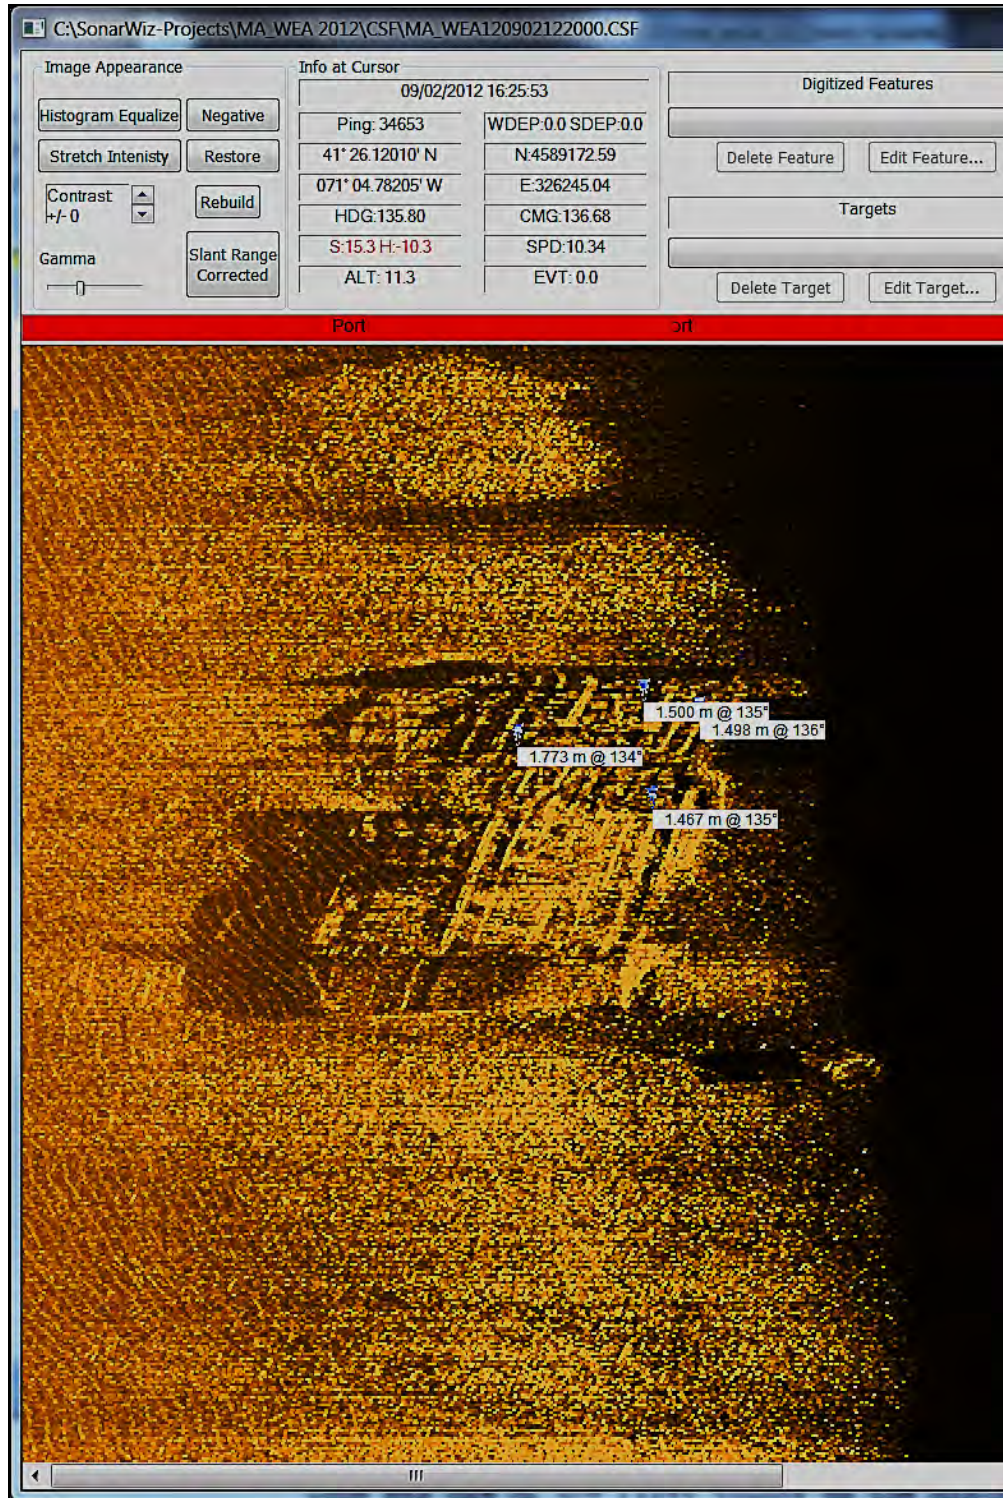 C:\SonarWiz-Projects\MA_WEA 2012\CSF\MA_WEA120902122000.CSF
Image Appearance
Histogram Equalize
Negative
Stretch Intenisty
Restore
Contrast
+/- 0
Rebuild
Gamma
Slant Range
Corrected
Info at Cursor
09/02/2012 16:25:53
Ping: 34653
WDEP:0.0 SDEP:0.0
41° 26.12010' N
N:4589172.59
071° 04.78205' W
E:326245.04
HDG:135.80
CMG:136.68
S:15.3 H:-10.3
SPD:10.34
ALT: 11.3
EVT: 0.0
Digitized Features
Delete Feature
Edit Feature...
Targets
Delete Target
Edit Target...
Port
ort
1.500 m @ 135°
1.498 m @ 136°
1.773 m @ 134°
1.467 m @ 135°